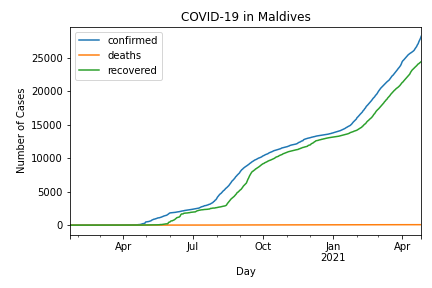 COVID-19 in Maldives
confirmed
deaths
recovered
Number of Cases
25000
20000
15000
10000
5000
0
Apr
Jul
Oct
Jan
2021
Apr
Day